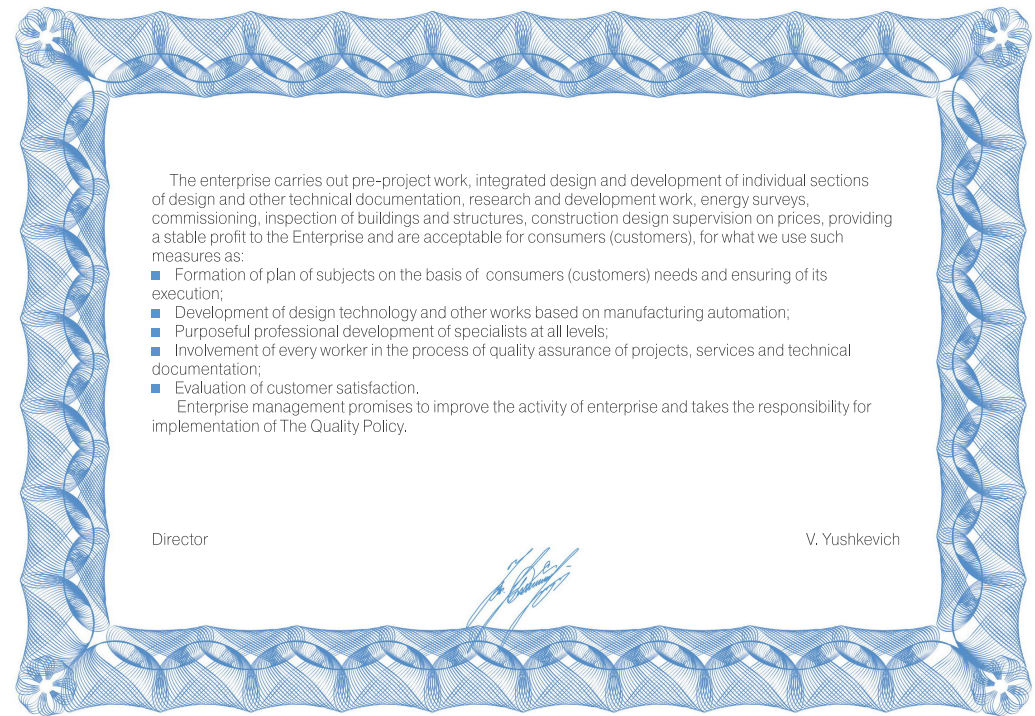 The enterprise carries out pre-project work, integrated design and development of individual sections
of design and other technical documentation, research and development work, energy surveys,
commissioning, inspection of buildings and structures, construction design supervision on prices, providing
a stable profit to the Enterprise and are acceptable for consumers (customers), for what we use such
measures as:
■ Formation of plan of subjects on the basis of consumers (customers) needs and ensuring of its
execution;
■ Development of design technology and other works based on manufacturing automation;
■ Purposeful professional development of specialists at all levels;
■ Involvement of every worker in the process of quality assurance of projects, services and technical
documentation;
■ Evaluation of customer satisfaction.
Enterprise management promises to improve the activity of enterprise and takes the responsibility for
implementation of The Quality Policy.
Director V. Yushkevich